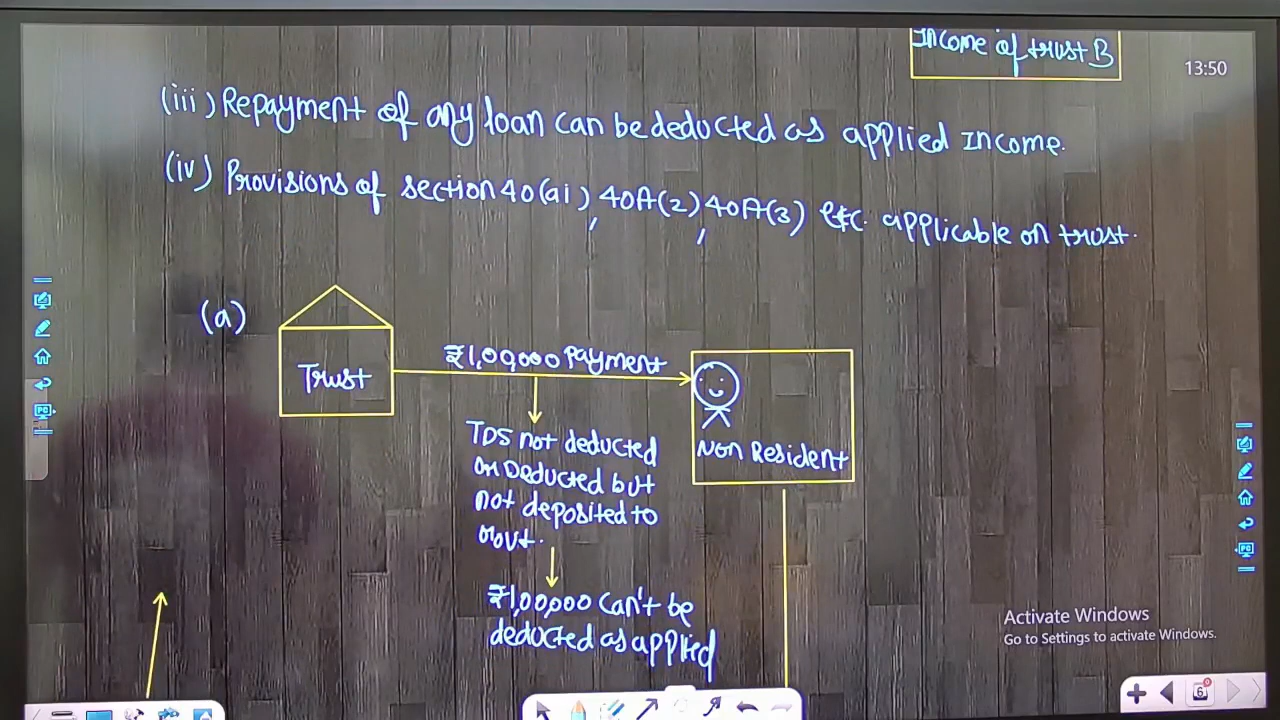 Income of trust B
13:50
(iii) Repayment of any loan can be deducted as applied Income.
(iv) Provisions of section 40(ai), 40A(2), 40A(3) etc. applicable on trust.
(a)
Trust
₹1,00,000 Payment
Non Resident
TDS not deducted
or Deducted but
not deposited to
Govt.
₹1,00,000 can't be
deducted as applied
Activate Windows
Go to Settings to activate Windows.
6